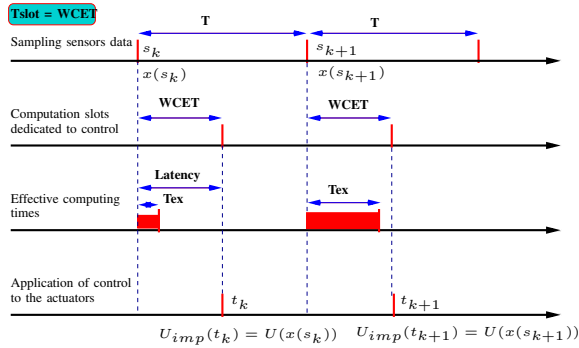 Tslot = WCET
T
T
Sampling sensors data
s_k
s_{k+1}
x(s_k)
x(s_{k+1})
Computation slots
dedicated to control
WCET
WCET
Latency
Effective computing
times
Tex
Tex
Application of control
to the actuators
t_k
t_{k+1}
U_{imp}(t_k) = U(x(s_k))
U_{imp}(t_{k+1}) = U(x(s_{k+1}))